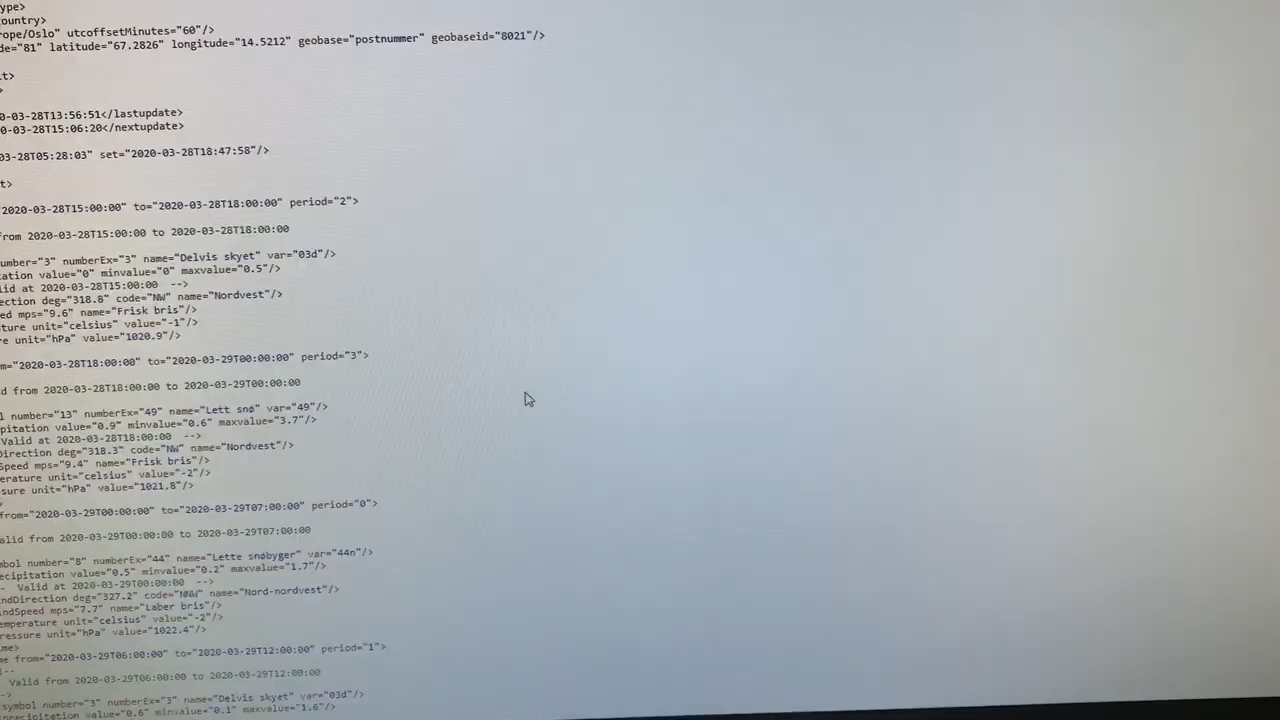 ype>
ountry>
rope/Oslo" utcoffsetMinutes="60"/>
de="81" latitude="67.2826" longitude="14.5212" geobase="postnummer" geobaseid="8021"/>
t>
>
0-03-28T13:56:51</lastupdate>
0-03-28T15:06:20</nextupdate>
03-28T05:28:03" set="2020-03-28T18:47:58"/>
t>
"2020-03-28T15:00:00" to="2020-03-28T18:00:00" period="2">
from 2020-03-28T15:00:00 to 2020-03-28T18:00:00
umber="3" numberEx="3" name="Delvis skyet" var="03d"/>
tation value="0" minvalue="0" maxvalue="0.5"/>
lid at 2020-03-28T15:00:00 -->
ection deg="318.8" code="NW" name="Nordvest"/>
ed mps="9.6" name="Frisk bris"/>
ture unit="celsius" value="-1"/>
e unit="hPa" value="1020.9"/>
m="2020-03-28T18:00:00" to="2020-03-29T00:00:00" period="3">
d from 2020-03-28T18:00:00 to 2020-03-29T00:00:00
l number="13" numberEx="49" name="Lett snø" var="49"/>
pitation value="0.9" minvalue="0.6" maxvalue="3.7"/>
Valid at 2020-03-28T18:00:00 -->
Direction deg="318.3" code="NW" name="Nordvest"/>
Speed mps="9.4" name="Frisk bris"/>
erature unit="celsius" value="-2"/>
sure unit="hPa" value="1021.8"/>
>
from="2020-03-29T00:00:00" to="2020-03-29T07:00:00" period="0">
alid from 2020-03-29T00:00:00 to 2020-03-29T07:00:00
mbol number="8" numberEx="44" name="Lette snøbyger" var="44n"/>
ecipitation value="0.5" minvalue="0.2" maxvalue="1.7"/>
- Valid at 2020-03-29T00:00:00 -->
ndDirection deg="327.2" code="NNW" name="Nord-nordvest"/>
ndSpeed mps="7.7" name="Laber bris"/>
emperature unit="celsius" value="-2"/>
ressure unit="hPa" value="1022.4"/>
me>
me from="2020-03-29T06:00:00" to="2020-03-29T12:00:00" period="1">
!--
Valid from 2020-03-29T06:00:00 to 2020-03-29T12:00:00
->
symbol number="3" numberEx="3" name="Delvis skyet" var="03d"/>
precipitation value="0.6" minvalue="0.1" maxvalue="1.6"/>